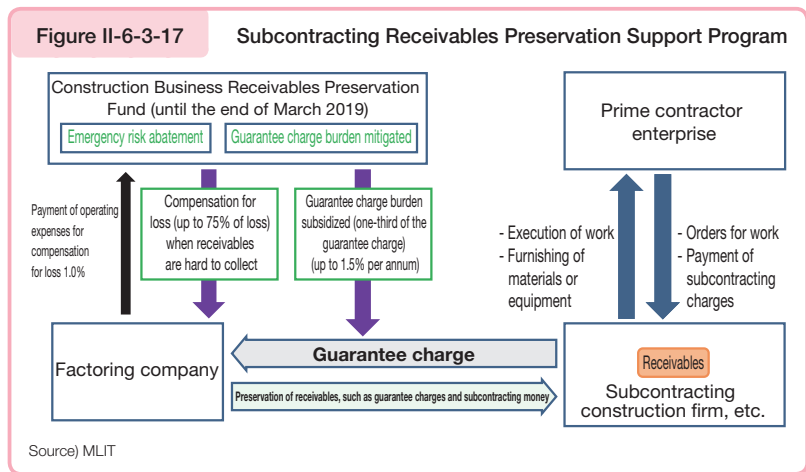 Figure II-6-3-17
Subcontracting Receivables Preservation Support Program
Construction Business Receivables Preservation
Fund (until the end of March 2019)
Emergency risk abatement
Guarantee charge burden mitigated
Prime contractor
enterprise
Payment of operating
expenses for
compensation
for loss 1.0%
Compensation for
loss (up to 75% of loss)
when receivables
are hard to collect
Guarantee charge burden
subsidized (one-third of the
guarantee charge)
(up to 1.5% per annum)
- Execution of work
- Furnishing of
materials or
equipment
- Orders for work
- Payment of
subcontracting
charges
Factoring company
Guarantee charge
Preservation of receivables, such as guarantee charges and subcontracting money
Receivables
Subcontracting
construction firm, etc.
Source) MLIT